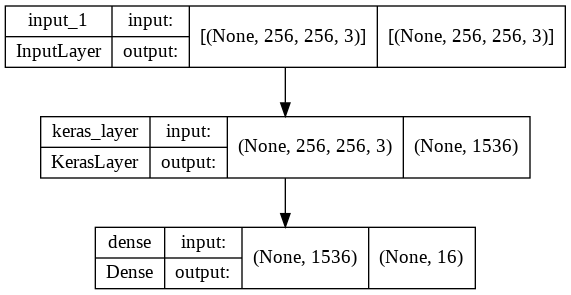 input_1 input: [(None, 256, 256, 3)] [(None, 256, 256, 3)]
InputLayer output:
keras_layer input: (None, 256, 256, 3) (None, 1536)
KerasLayer output:
dense input: (None, 1536) (None, 16)
Dense output: